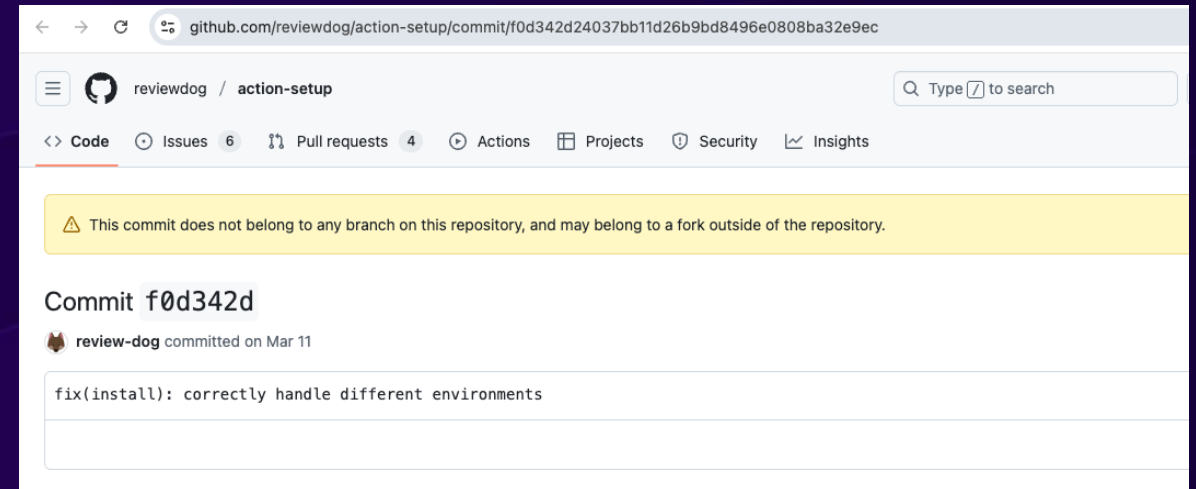 github.com/reviewdog/action-setup/commit/f0d342d24037bb11d26b9bd8496e0808ba32e9ec
reviewdog / action-setup
Type / to search
<> Code Issues 6 Pull requests 4 Actions Projects Security Insights
This commit does not belong to any branch on this repository, and may belong to a fork outside of the repository.
Commit f0d342d
review-dog committed on Mar 11
fix(install): correctly handle different environments